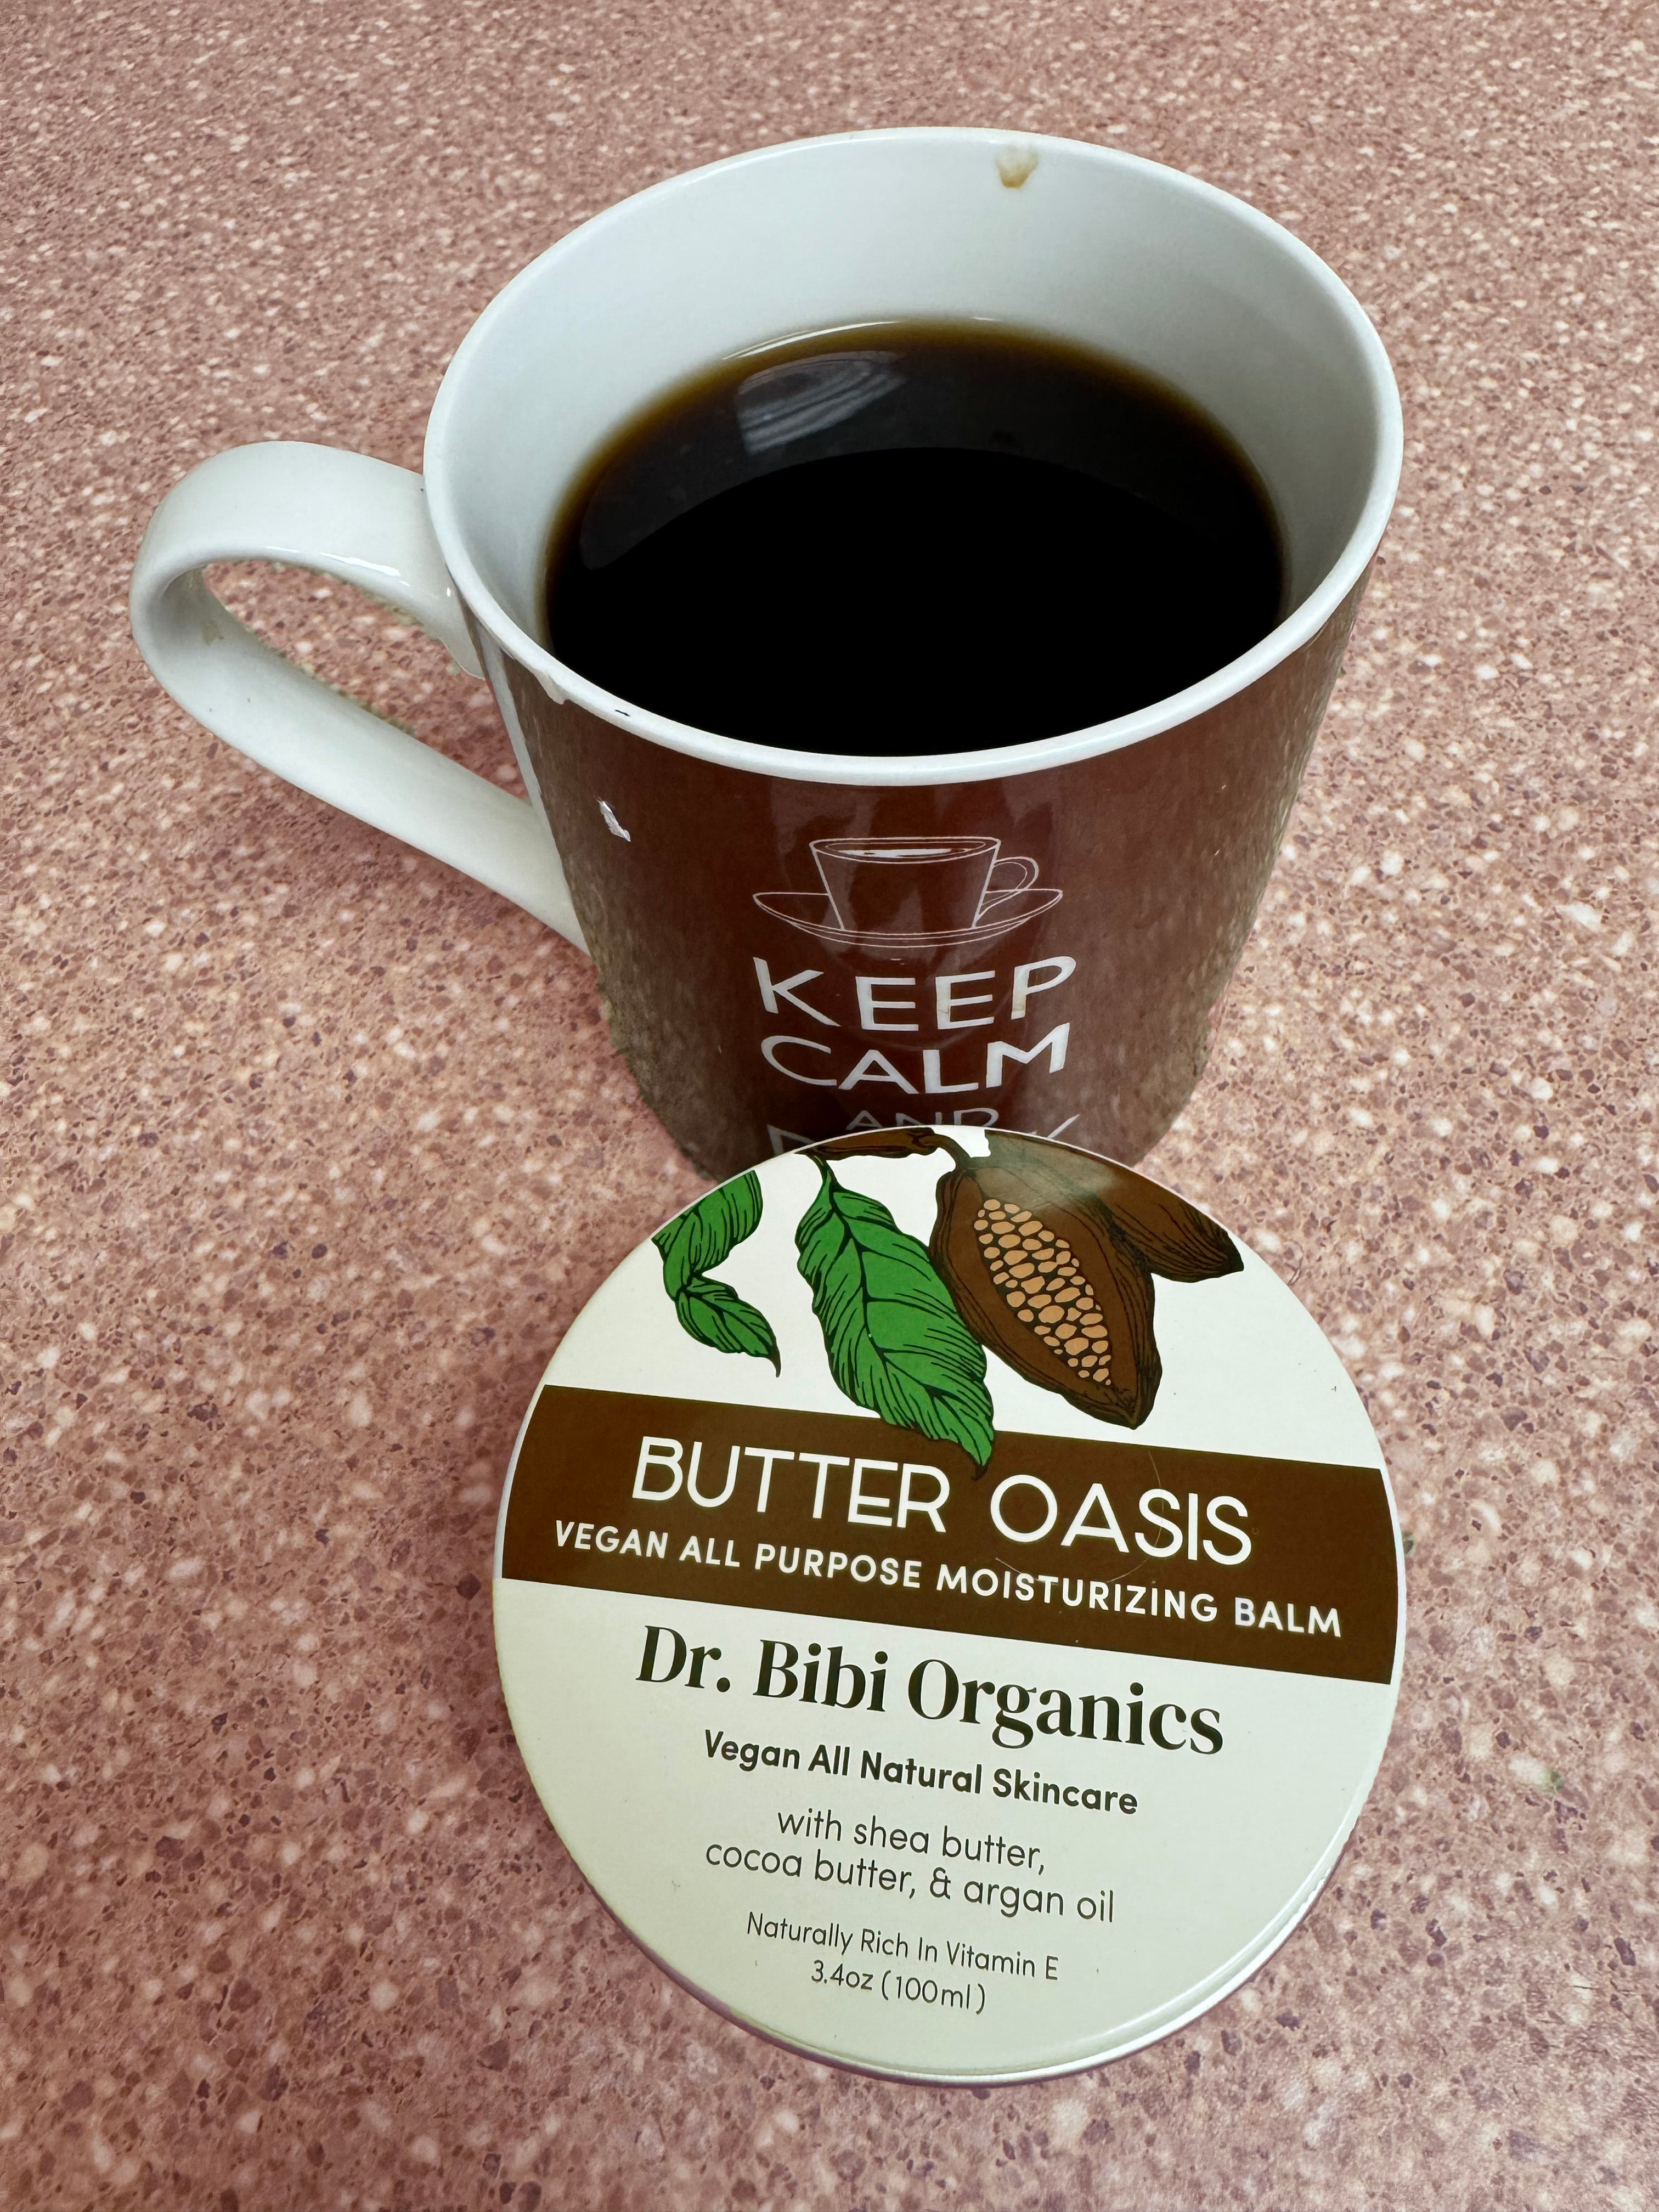 KEEP
CALM
AND
BUTTER OASIS
VEGAN ALL PURPOSE MOISTURIZING BALM
Dr. Bibi Organics
Vegan All Natural Skincare
with shea butter,
cocoa butter, & argan oil
Naturally Rich In Vitamin E
3.4oz (100ml)